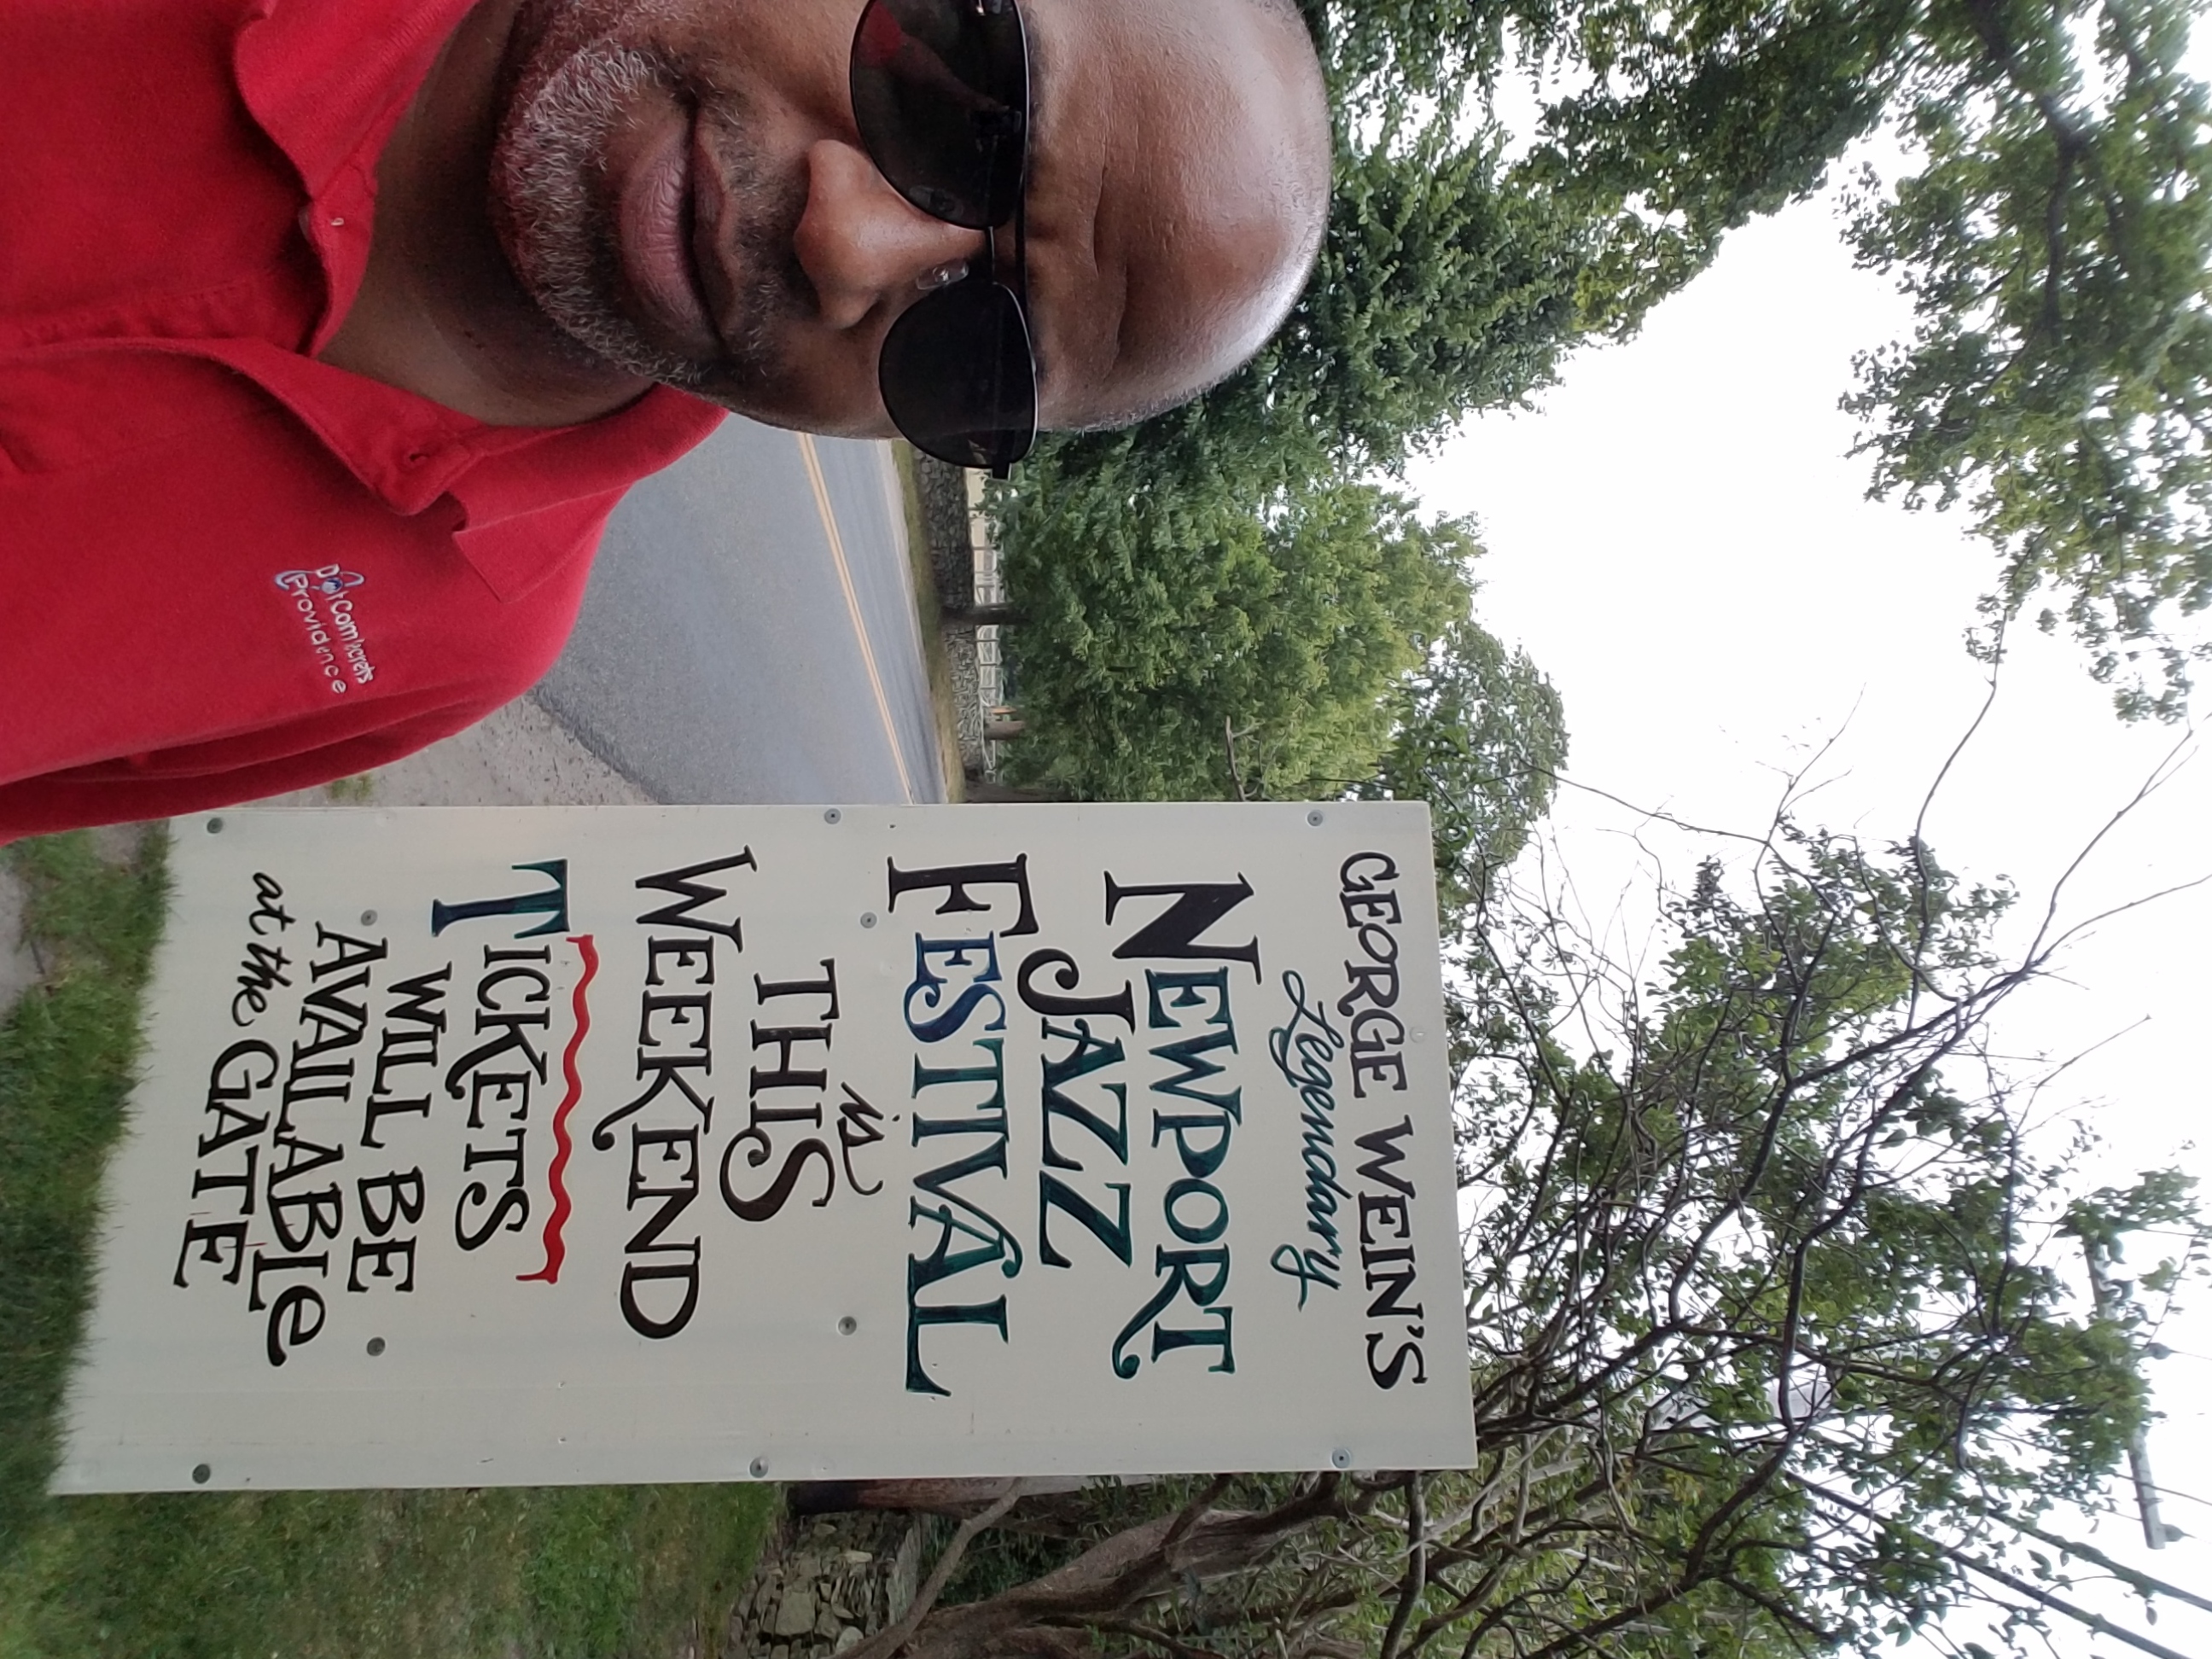 GEORGE WEIN'S
Legendary
NEWPORT
JAZZ
FESTIVAL
is
THIS
WEEKEND
TICKETS
WILL BE
AVAILABLE
at the GATE
Providence